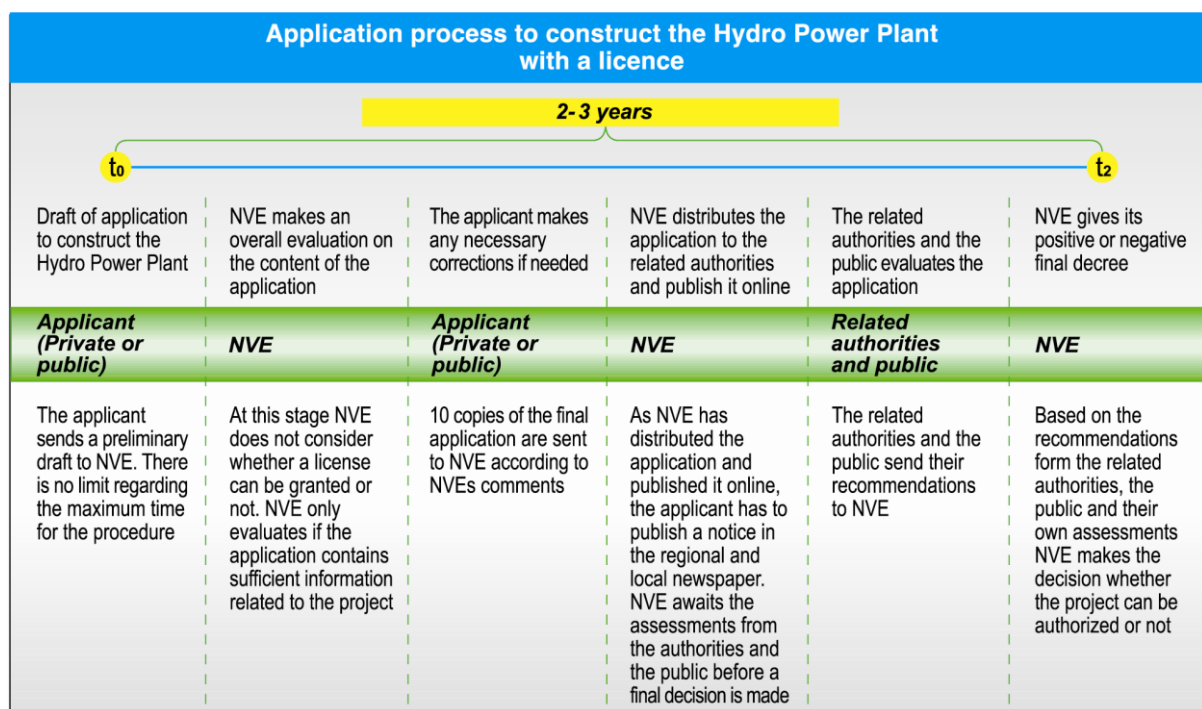 Application process to construct the Hydro Power Plant
with a licence
2- 3 years
t0
t2
Draft of application
to construct the
Hydro Power Plant
NVE makes an
overall evaluation on
the content of the
application
The applicant makes
any necessary
corrections if needed
NVE distributes the
application to the
related authorities
and publish it online
The related
authorities and the
public evaluates the
application
NVE gives its
positive or negative
final decree
Applicant
(Private or
public)
NVE
Applicant
(Private or
public)
NVE
Related
authorities
and public
NVE
The applicant
sends a preliminary
draft to NVE. There
is no limit regarding
the maximum time
for the procedure
At this stage NVE
does not consider
whether a license
can be granted or
not. NVE only
evaluates if the
application contains
sufficient information
related to the project
10 copies of the final
application are sent
to NVE according to
NVEs comments
As NVE has
distributed the
application and
published it online,
the applicant has to
publish a notice in
the regional and
local newspaper.
NVE awaits the
assessments from
the authorities and
the public before a
final decision is made
The related
authorities and the
public send their
recommendations
to NVE
Based on the
recommendations
form the related
authorities, the
public and their
own assessments
NVE makes the
decision whether
the project can be
authorized or not